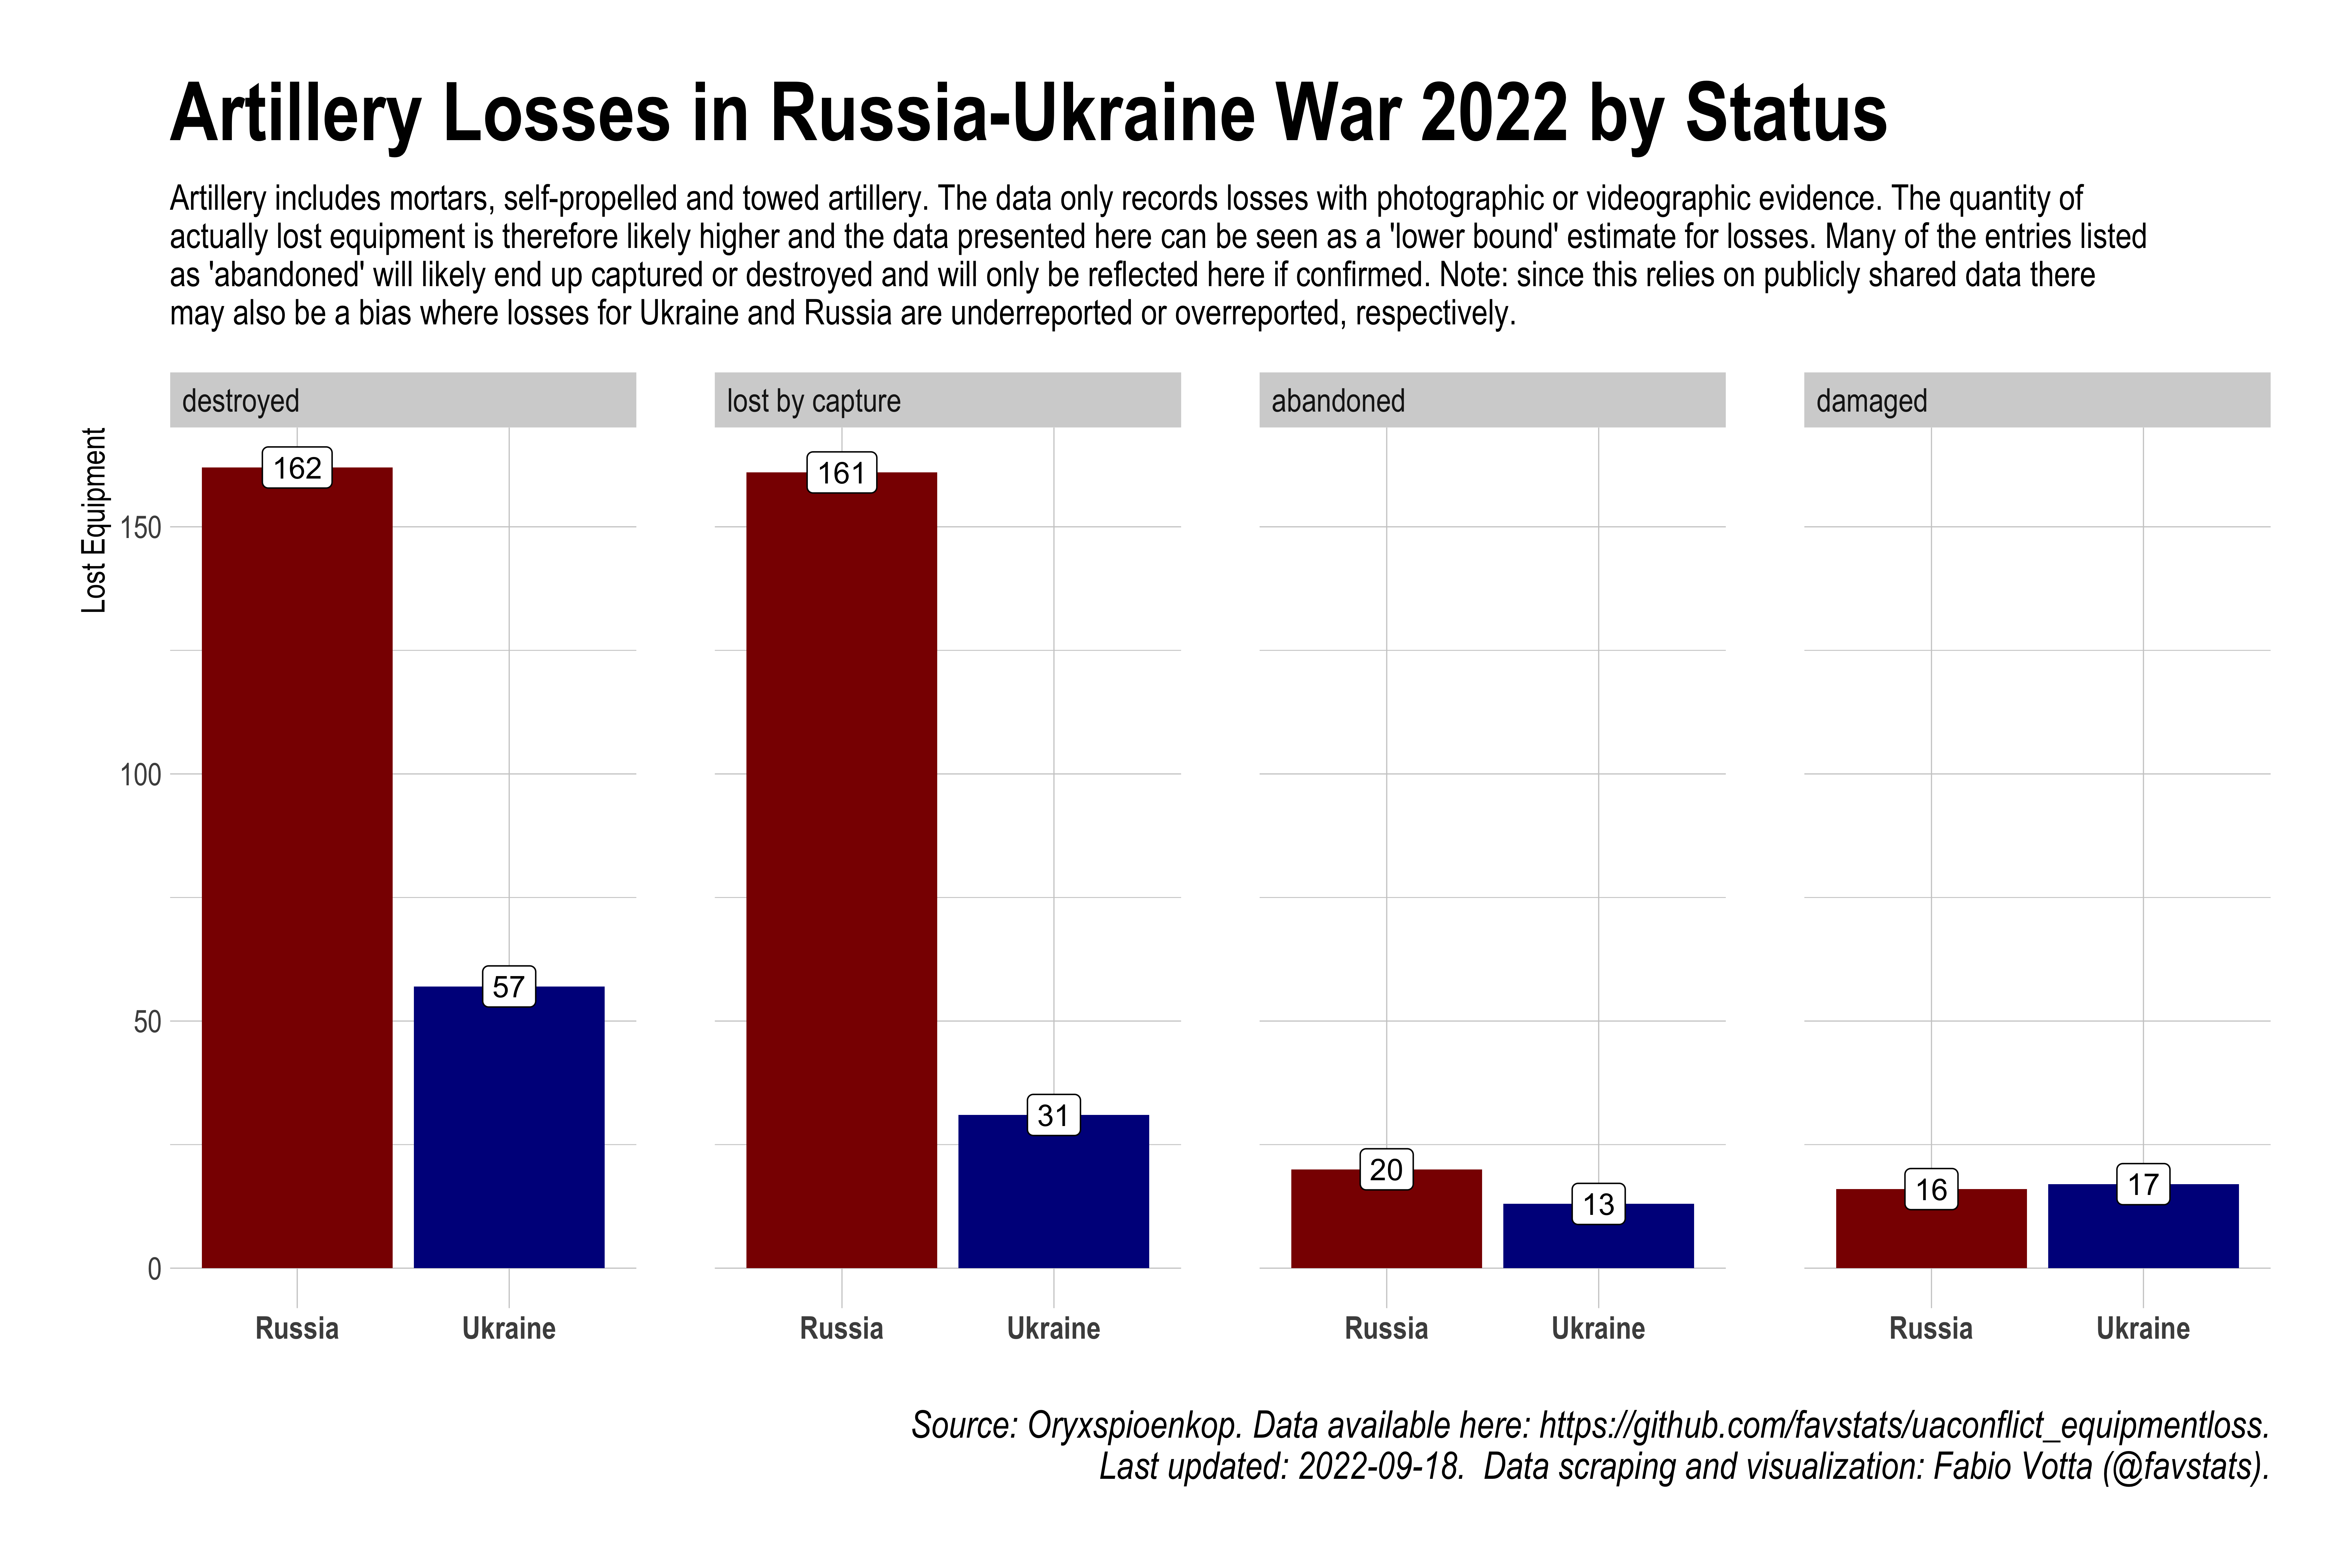 Artillery Losses in Russia-Ukraine War 2022 by Status
Artillery includes mortars, self-propelled and towed artillery. The data only records losses with photographic or videographic evidence. The quantity of
actually lost equipment is therefore likely higher and the data presented here can be seen as a 'lower bound' estimate for losses. Many of the entries listed
as 'abandoned' will likely end up captured or destroyed and will only be reflected here if confirmed. Note: since this relies on publicly shared data there
may also be a bias where losses for Ukraine and Russia are underreported or overreported, respectively.
destroyed
lost by capture
abandoned
damaged
Lost Equipment
150
100
50
0
162
57
161
31
20
13
16
17
Russia
Ukraine
Russia
Ukraine
Russia
Ukraine
Russia
Ukraine
Source: Oryxspioenkop. Data available here: https://github.com/favstats/uaconflict_equipmentloss.
Last updated: 2022-09-18.  Data scraping and visualization: Fabio Votta (@favstats).